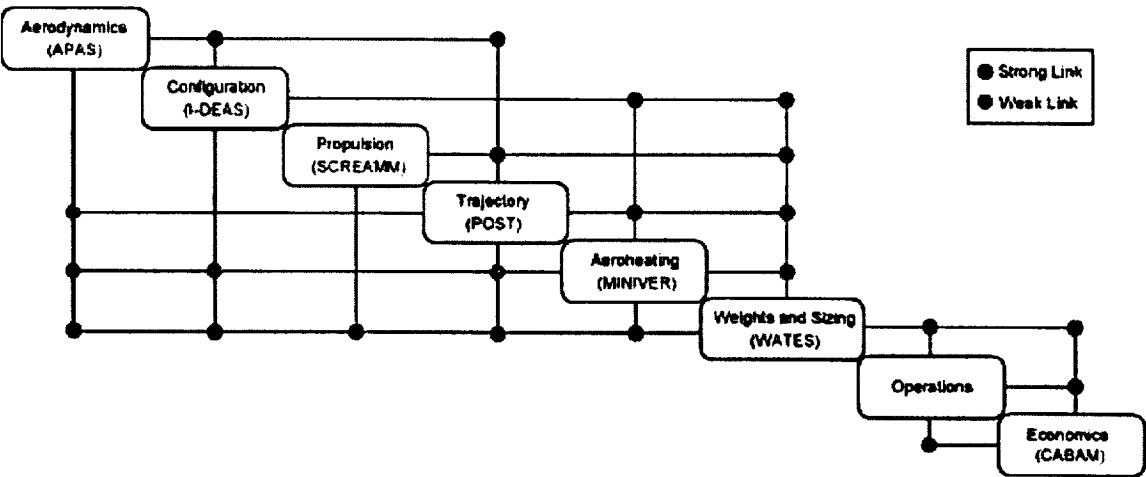 Aerodynamics
(APAS)
Configuration
(I-DEAS)
Propulsion
(SCREAMM)
Trajectory
(POST)
Aeroheating
(MINIVER)
Weights and Sizing
(WATES)
Operations
Economics
(CABAM)
Strong Link
Weak Link